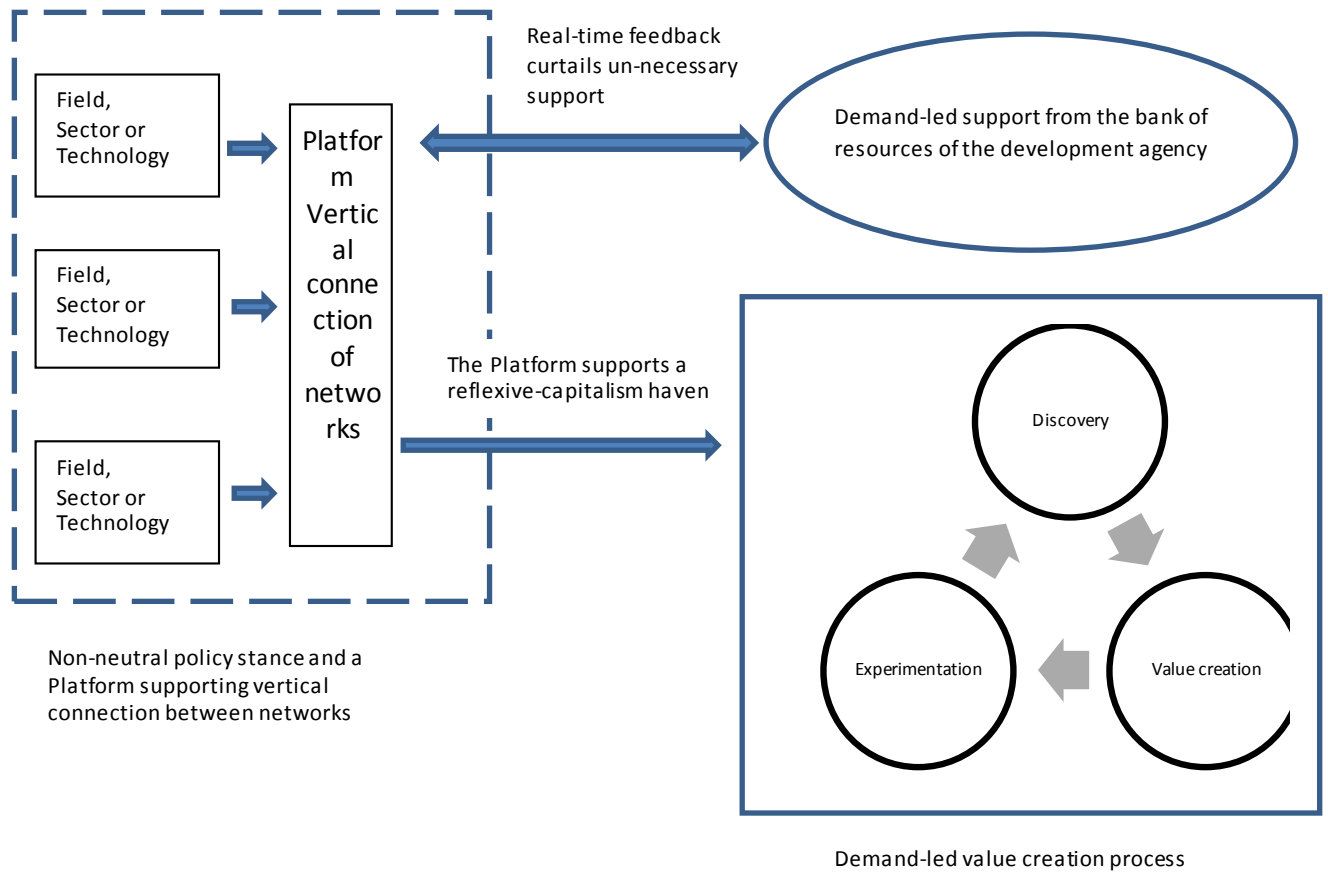 Field,
Sector or
Technology
Field,
Sector or
Technology
Field,
Sector or
Technology
Platfor
m
Vertic
al
conne
ction
of
netwo
rks
Non-neutral policy stance and a
Platform supporting vertical
connection between networks
Real-time feedback
curtails un-necessary
support
Demand-led support from the bank of
resources of the development agency
The Platform supports a
reflexive-capitalism haven
Discovery
Value creation
Experimentation
Demand-led value creation process